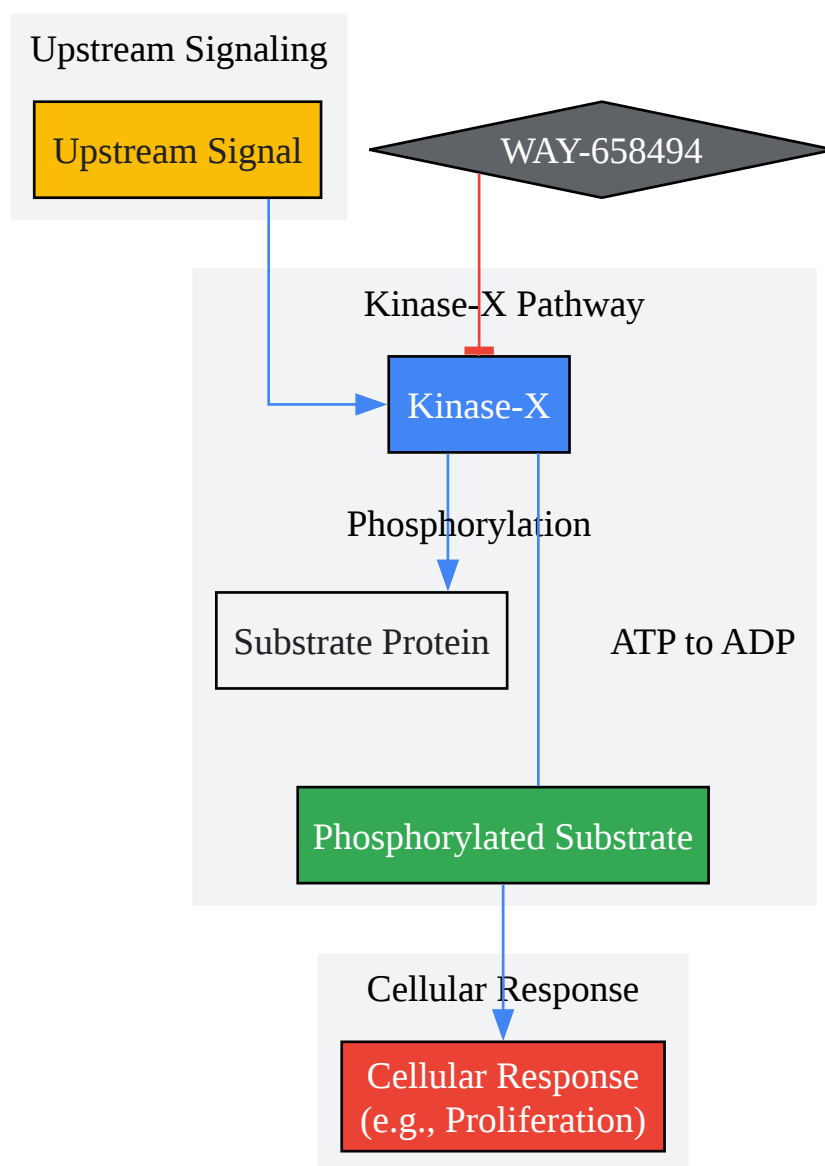 Upstream Signaling
Upstream Signal
WAY-658494
Kinase-X Pathway
Kinase-X
Phosphorylation
Substrate Protein
ATP to ADP
Phosphorylated Substrate
Cellular Response
Cellular Response
(e.g., Proliferation)